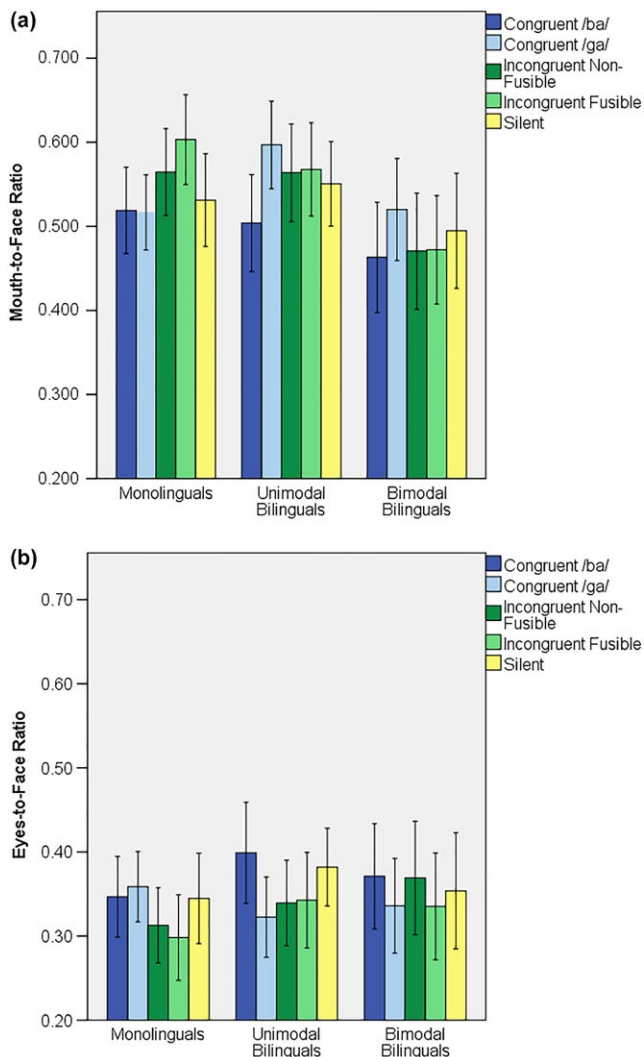 (a)
Congruent /ba/
Congruent /ga/
Incongruent Non-
Fusible
Incongruent Fusible
Silent
Mouth-to-Face Ratio
0.700
0.600
0.500
0.400
0.300
0.200
Monolinguals
Unimodal
Bilinguals
Bimodal
Bilinguals
(b)
Congruent /ba/
Congruent /ga/
Incongruent Non-
Fusible
Incongruent Fusible
Silent
Eyes-to-Face Ratio
0.70
0.60
0.50
0.40
0.30
0.20
Monolinguals
Unimodal
Bilinguals
Bimodal
Bilinguals